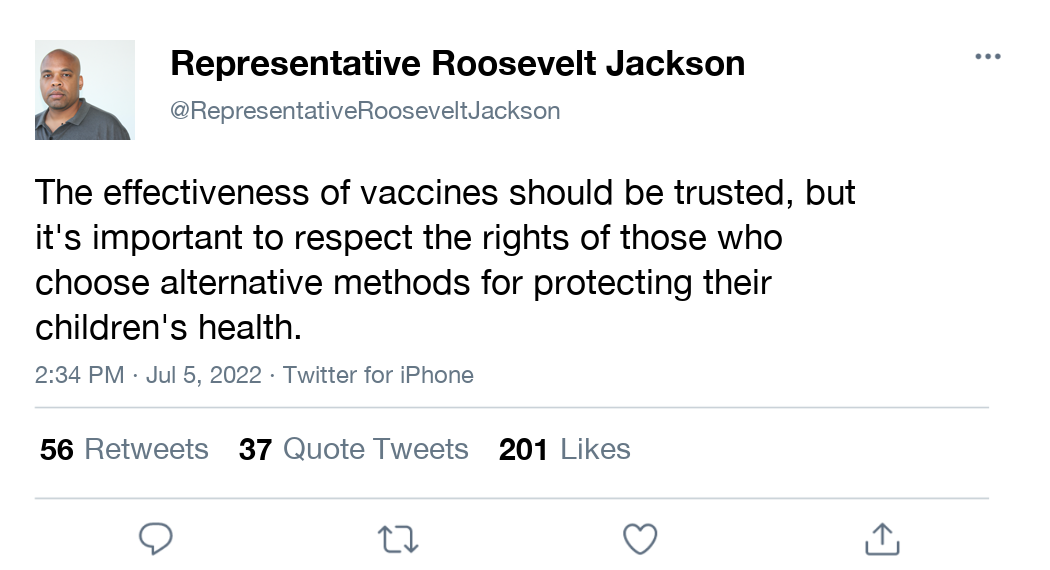 Representative Roosevelt Jackson
@RepresentativeRooseveltJackson
The effectiveness of vaccines should be trusted, but
it's important to respect the rights of those who
choose alternative methods for protecting their
children's health.
2:34 PM · Jul 5, 2022 · Twitter for iPhone
56 Retweets 37 Quote Tweets 201 Likes